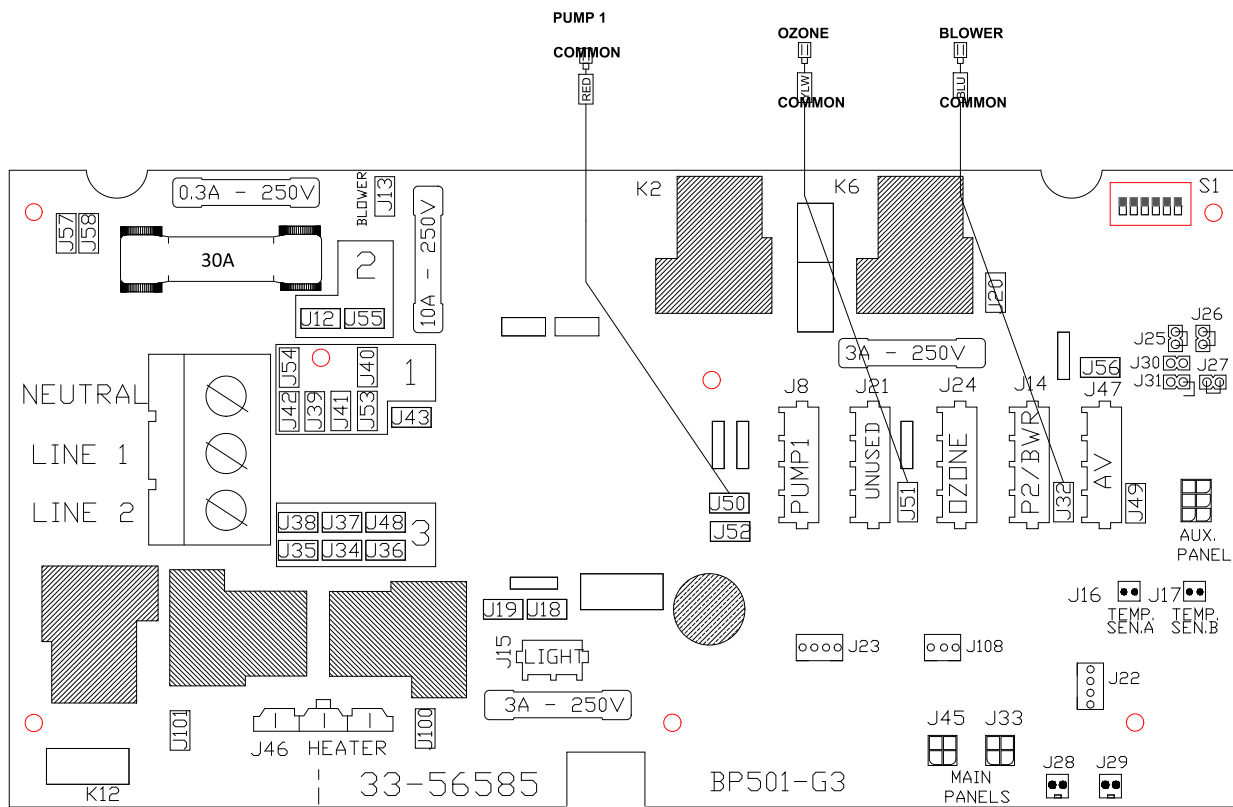 PUMP 1
COMMON
RED
OZONE
YLW
COMMON
BLOWER
BLU
COMMON
0.3A - 250V
BLOWER
J13
K2
K6
S1
J57
J58
30A
2
10A - 250V
J12
J55
J20
J26
J25
J54
J40
1
3A - 250V
J56
J30
J27
J31
NEUTRAL
J42
J39
J41
J53
J43
J8
J21
J24
J14
J47
LINE 1
LINE 2
PUMP1
UNUSED
OZONE
P2/BWR
AV
J50
J51
J32
J49
J38
J37
J48
3
J52
J35
J34
J36
AUX.
PANEL
J19
J18
J16
J17
TEMP.
SEN.A
TEMP.
SEN.B
J15
LIGHT
J23
J108
J22
3A - 250V
J101
J100
J46
HEATER
J45
J33
K12
33-56585
BP501-G3
MAIN
PANELS
J28
J29